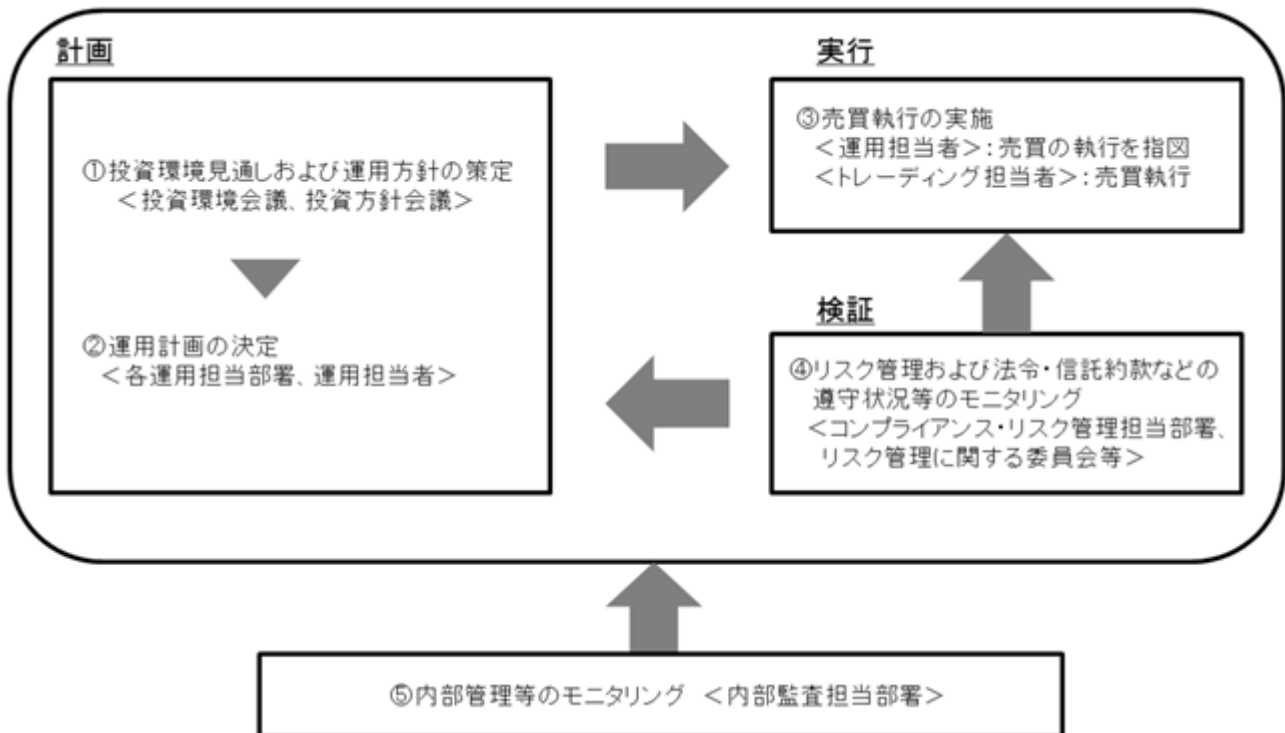 計画
①投資環境見通しおよび運用方針の策定
＜投資環境会議、投資方針会議＞
②運用計画の決定
＜各運用担当部署、運用担当者＞
実行
③売買執行の実施
＜運用担当者＞：売買の執行を指図
＜トレーディング担当者＞：売買執行
検証
④リスク管理および法令・信託約款などの
遵守状況等のモニタリング
＜コンプライアンス・リスク管理担当部署、
リスク管理に関する委員会等＞
⑤内部管理等のモニタリング ＜内部監査担当部署＞